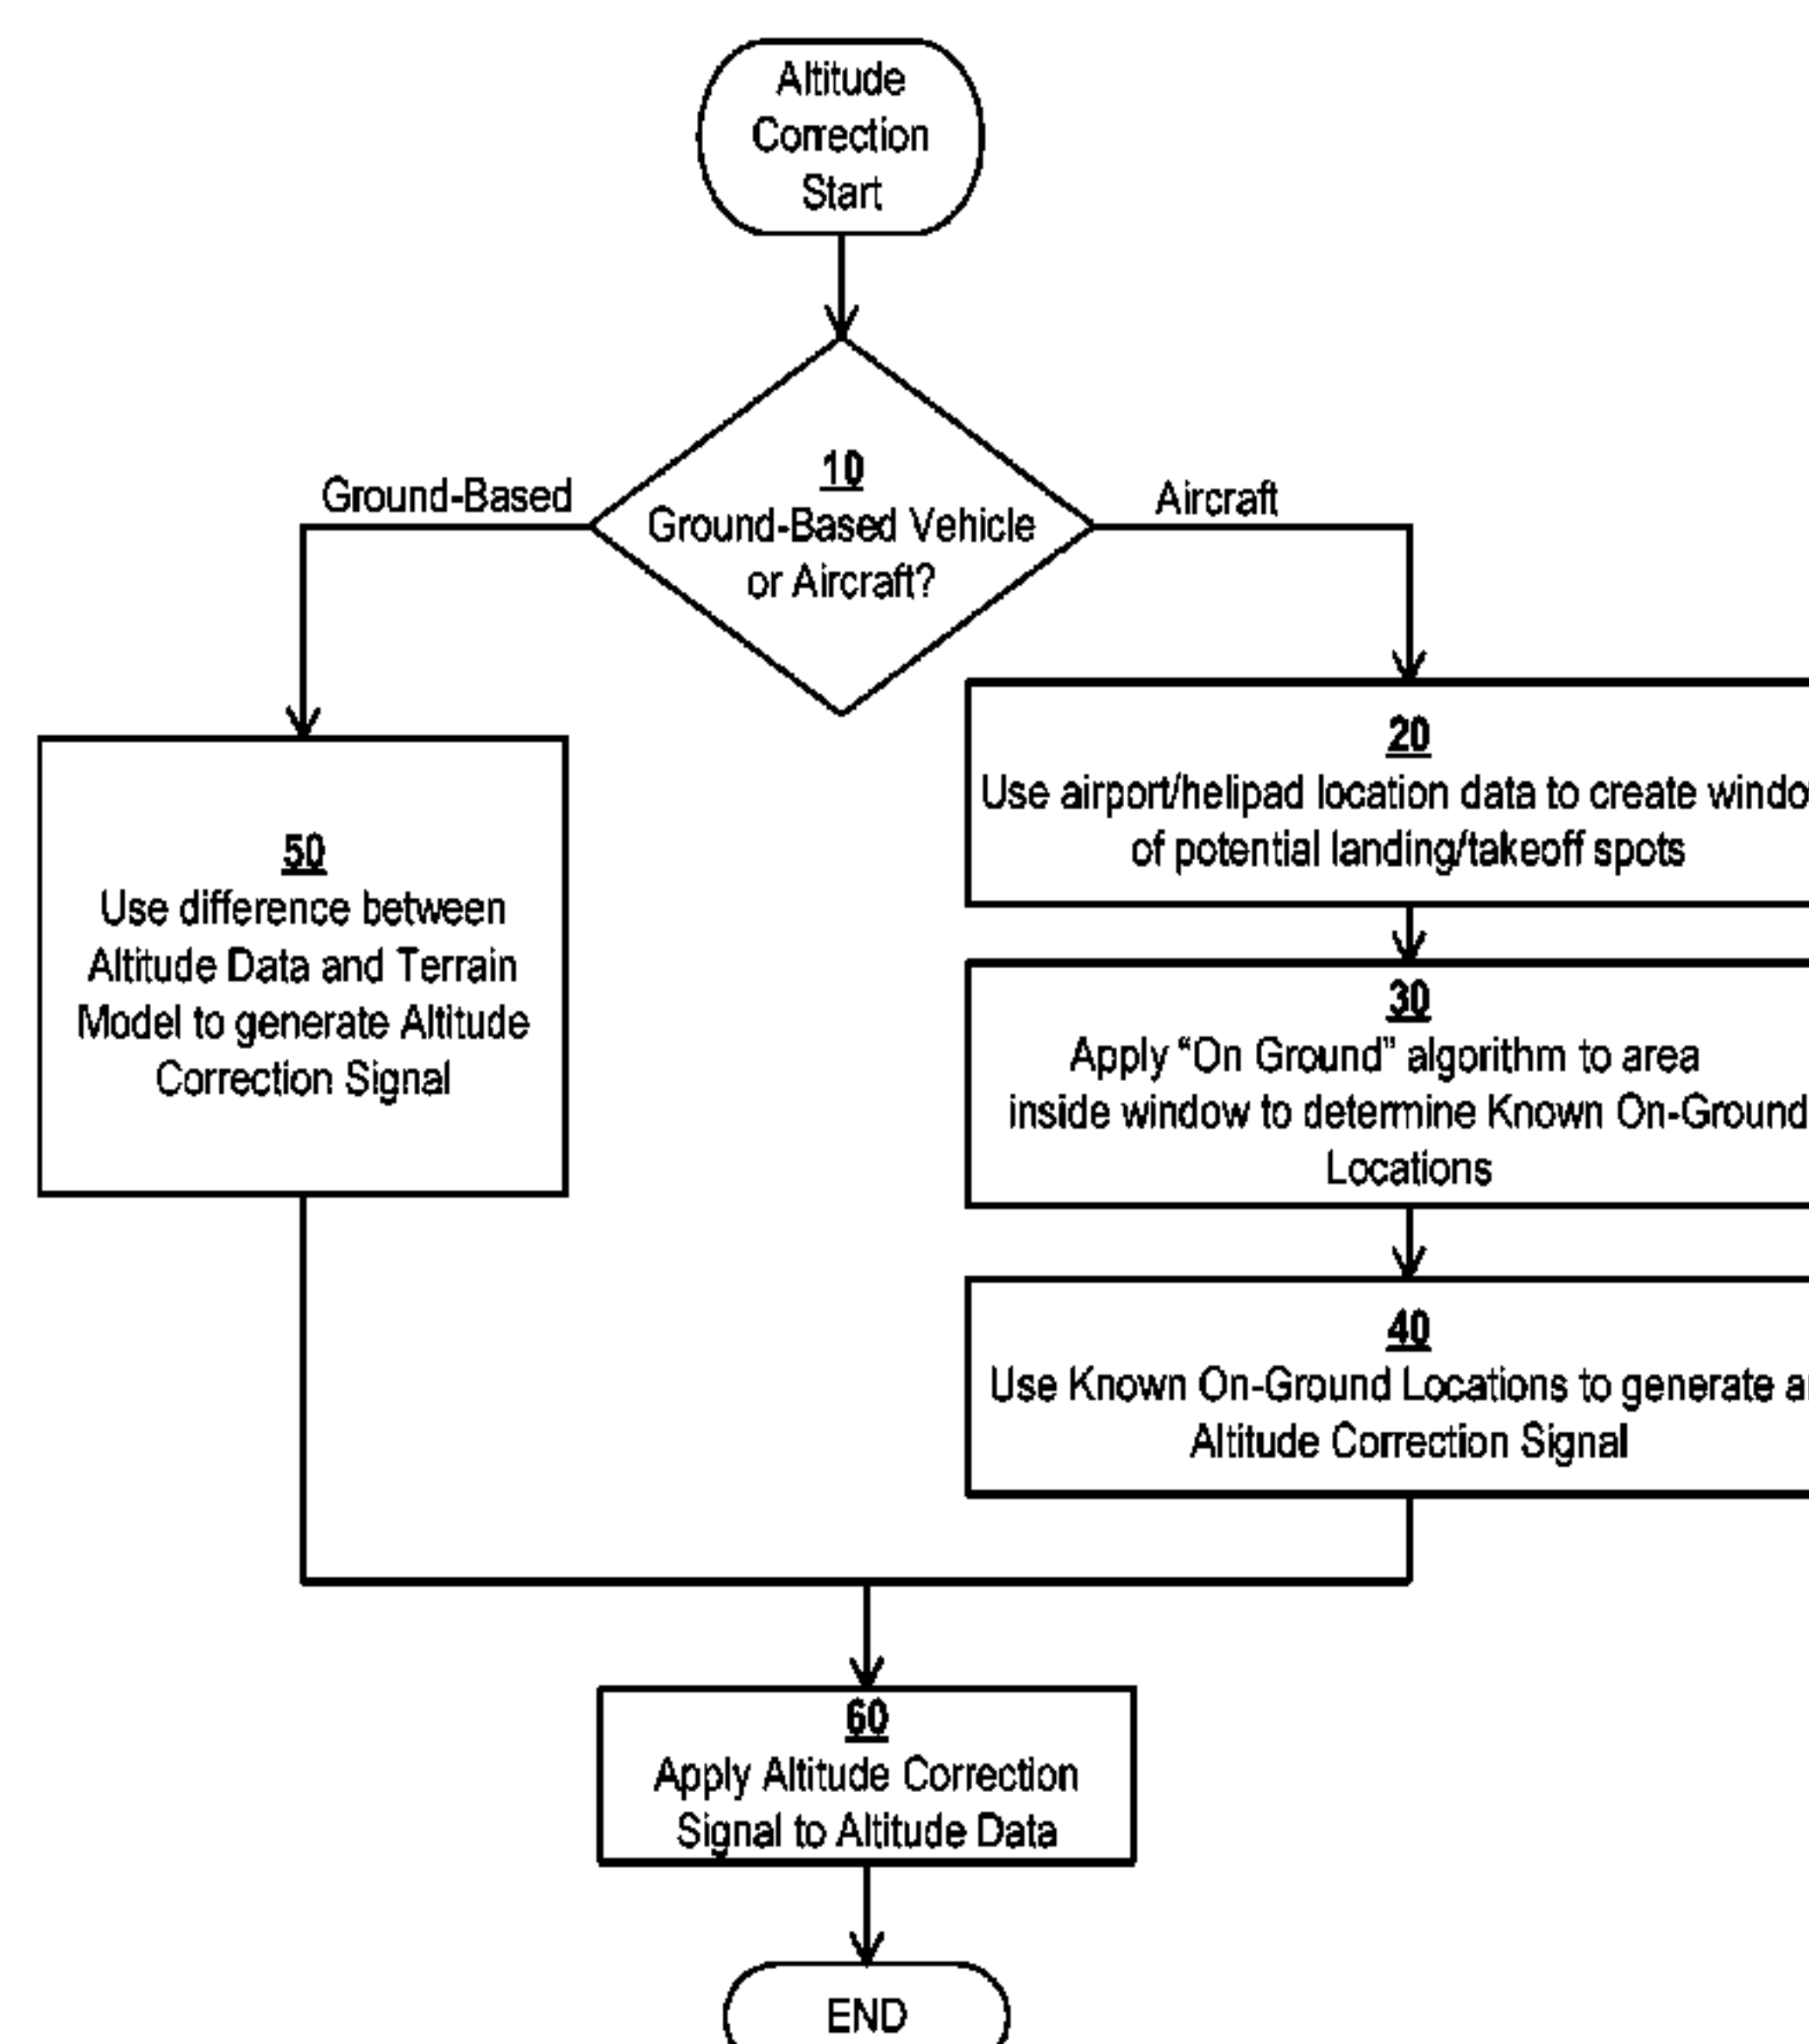 Altitude
Correction
Start
10
Ground-Based Vehicle
or Aircraft?
Ground-Based
Aircraft
20
Use airport/helipad location data to create
of potential landing/takeoff spots
30
Apply “On Ground” algorithm to area
inside window to determine Known On-Ground
Locations
40
Use Known On-Ground Locations to generate
Altitude Correction Signal
50
Use difference between
Altitude Data and Terrain
Model to generate Altitude
Correction Signal
60
Apply Altitude Correction
Signal to Altitude Data
END